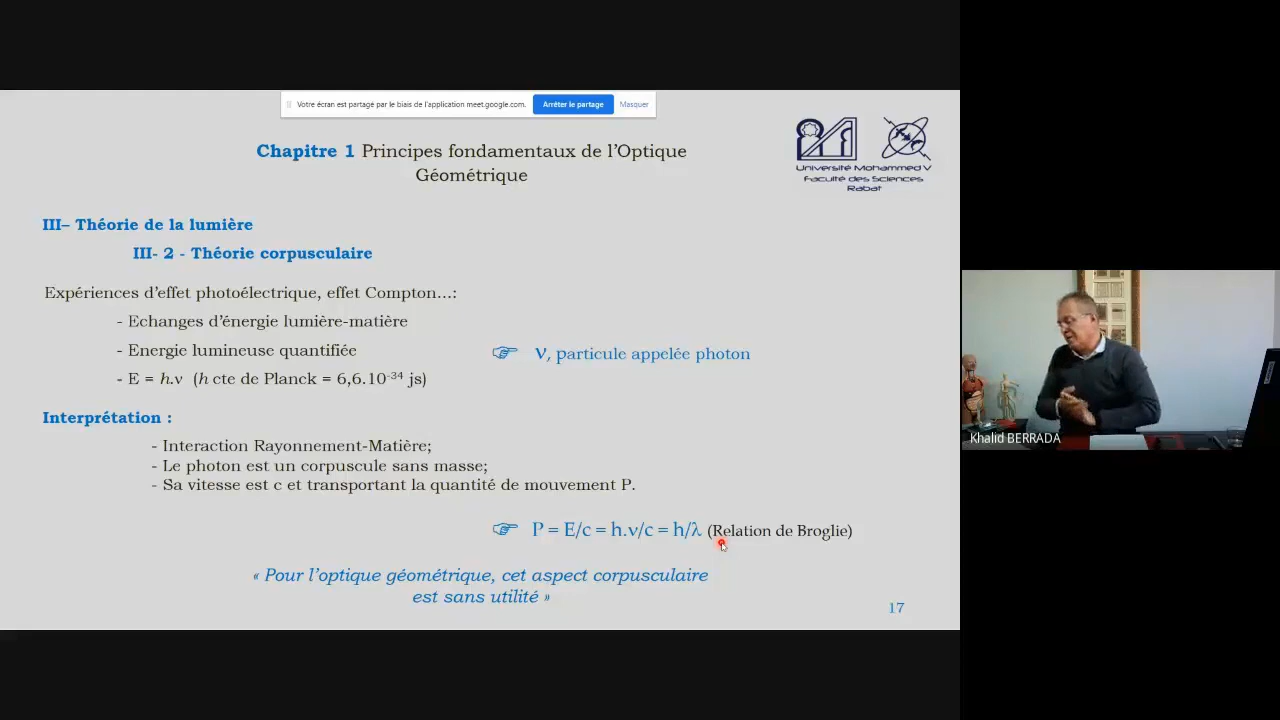 Votre écran est partagé par le biais de l'application meet.google.com. Arrêter le partage Masquer
Chapitre 1 Principes fondamentaux de l'Optique
Géométrique
Université Mohammed V
Faculté des Sciences
Rabat
III– Théorie de la lumière
III- 2 - Théorie corpusculaire
Expériences d'effet photoélectrique, effet Compton…:
- Echanges d'énergie lumière-matière
- Energie lumineuse quantifiée
☞ ν, particule appelée photon
- E = h.ν (h cte de Planck = 6,6.10⁻³⁴ js)
Interprétation :
- Interaction Rayonnement-Matière;
- Le photon est un corpuscule sans masse;
- Sa vitesse est c et transportant la quantité de mouvement P.
☞ P = E/c = h.ν/c = h/λ (Relation de Broglie)
« Pour l'optique géométrique, cet aspect corpusculaire
est sans utilité »
17
Khalid BERRADA